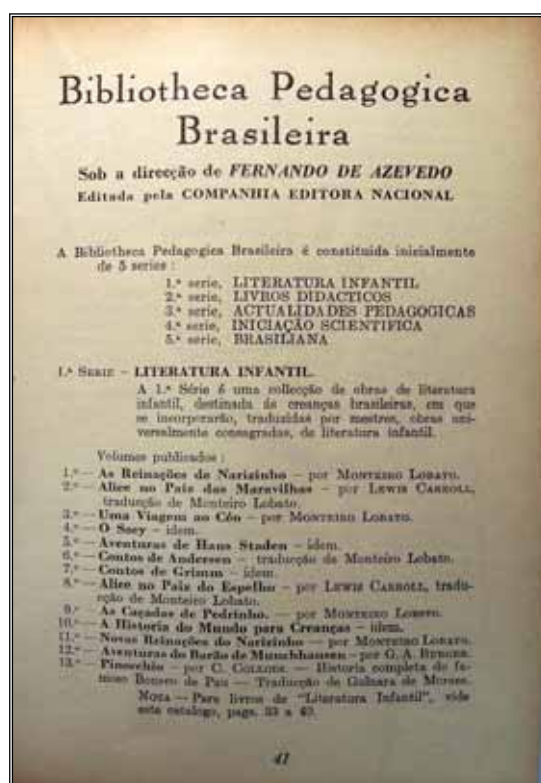 Bibliotheca Pedagogica
Brasileira
Sob a direcção de FERNANDO DE AZEVEDO
Editada pela COMPANHIA EDITORA NACIONAL
A Bibliotheca Pedagogica Brasileira é constituida inicialmente
de 5 series :
1.ª serie, LITERATURA INFANTIL
2.ª serie, LIVROS DIDACTICOS
3.ª serie, ACTUALIDADES PEDAGOGICAS
4.ª serie, INICIAÇÃO SCIENTIFICA
5.ª serie, BRASILIANA
1.ª SERIE – LITERATURA INFANTIL.
A 1.ª Série é uma collecção de obras de literatura
infantil, destinada ás creanças brasileiras, em que
se incorporarão, traduzidas por mestres, obras uni-
versalmente consagradas, de literatura infantil.
Volumes publicados :
1.º — As Reinações de Narizinho – por MONTEIRO LOBATO.
2.º — Alice no Paiz das Maravilhas – por LEWIS CARROLL,
traducção de Monteiro Lobato.
3.º — Uma Viagem ao Céo – por MONTEIRO LOBATO.
4.º — O Sacy – idem.
5.º — Aventuras de Hans Staden – idem.
6.º — Contos de Andersen – traducção de Monteiro Lobato.
7.º — Contos de Grimm – idem.
8.º — Alice no Paiz do Espelho – por LEWIS CARROLL, tradu-
cção de Monteiro Lobato.
9.º — As Caçadas de Pedrinho. — por MONTEIRO LOBATO.
10.º — A Historia do Mundo para Creanças – idem.
11.º — Novas Reinações de Narizinho – por MONTEIRO LOBATO.
12.º — Aventuras do Barão de Munchhausen – por G. A. BURGER.
13.º — Pinocchio – por C. COLLODI. — Historia completa do fa-
moso Boneco de Pau — Traducção de Moraes.
NOTA — Para livros de "Literatura Infantil", vide
este catalogo, pags. 33 a 40.
41